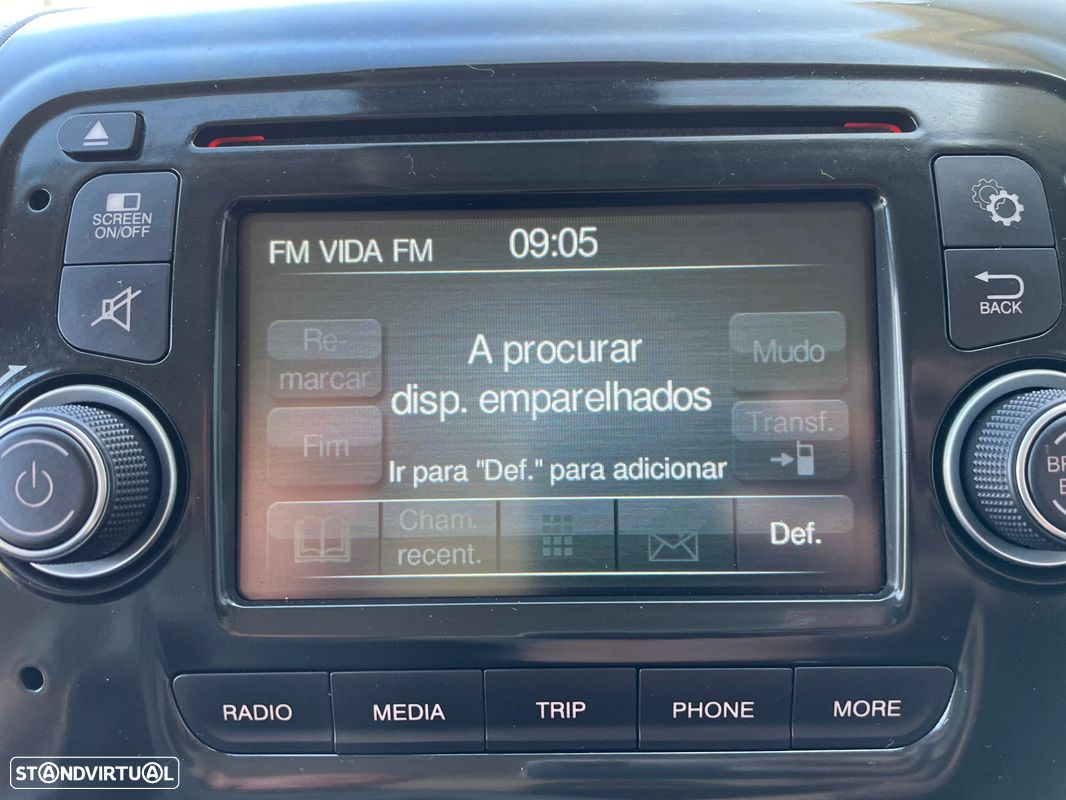 SCREEN
ON/OFF
BACK
FM VIDA FM
09:05
Re-
marcar
A procurar
disp. emparelhados
Mudo
Fim
Transf.
Ir para "Def." para adicionar
Cham.
recent.
Def.
RADIO
MEDIA
TRIP
PHONE
MORE
STANDVIRTUAL